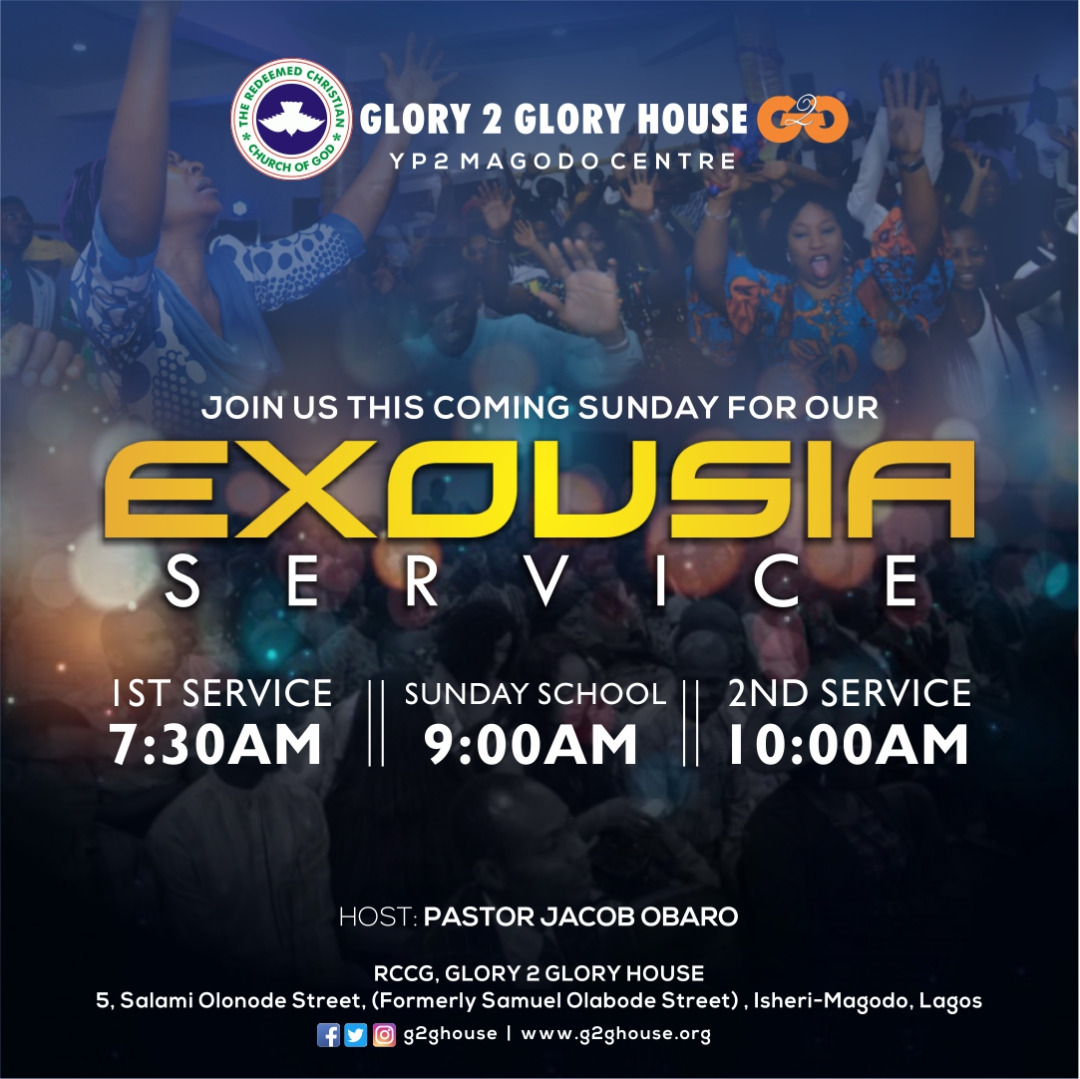 THE REDEEMED CHRISTIAN
CHURCH OF GOD
GLORY 2 GLORY HOUSE G2G
YP2 MAGODO CENTRE
JOIN US THIS COMING SUNDAY FOR OUR
EXOUSIA
SERVICE
1ST SERVICE
7:30AM
SUNDAY SCHOOL
9:00AM
2ND SERVICE
10:00AM
HOST: PASTOR JACOB OBARO
RCCG, GLORY 2 GLORY HOUSE
5, Salami Olonode Street, (Formerly Samuel Olabode Street) , Isheri-Magodo, Lagos
g2ghouse | www.g2ghouse.org